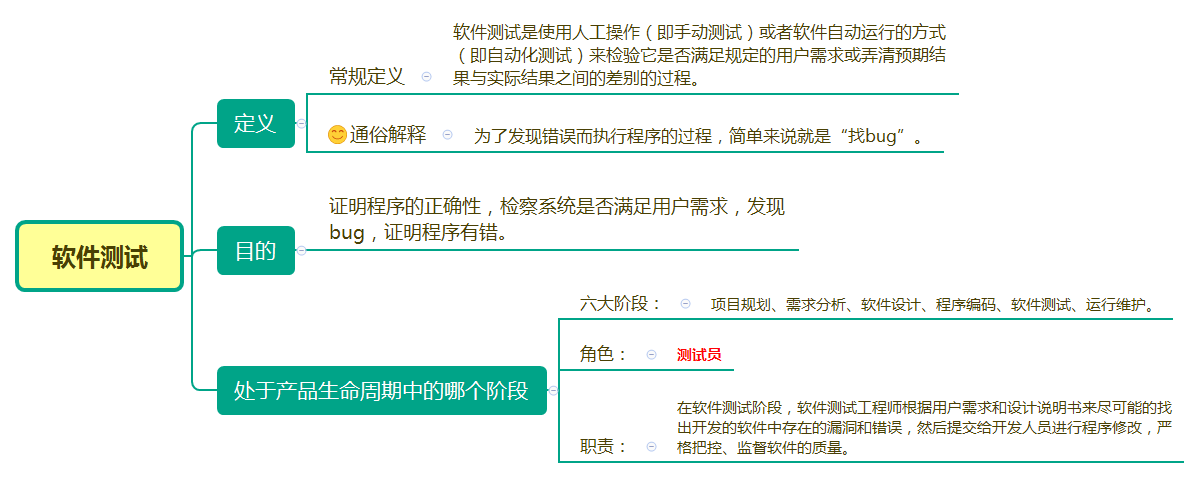 软件测试
定义
常规定义
软件测试是使用人工操作（即手动测试）或者软件自动运行的方式
（即自动化测试）来检验它是否满足规定的用户需求或弄清预期结
果与实际结果之间的差别的过程。
通俗解释
为了发现错误而执行程序的过程，简单来说就是“找bug”。
目的
证明程序的正确性，检察系统是否满足用户需求，发现
bug，证明程序有错。
处于产品生命周期中的哪个阶段
六大阶段：
项目规划、需求分析、软件设计、程序编码、软件测试、运行维护。
角色：
测试员
职责：
在软件测试阶段，软件测试工程师根据用户需求和设计说明书来尽可能的找
出开发的软件中存在的漏洞和错误，然后提交给开发人员进行程序修改，严
格把控、监督软件的质量。